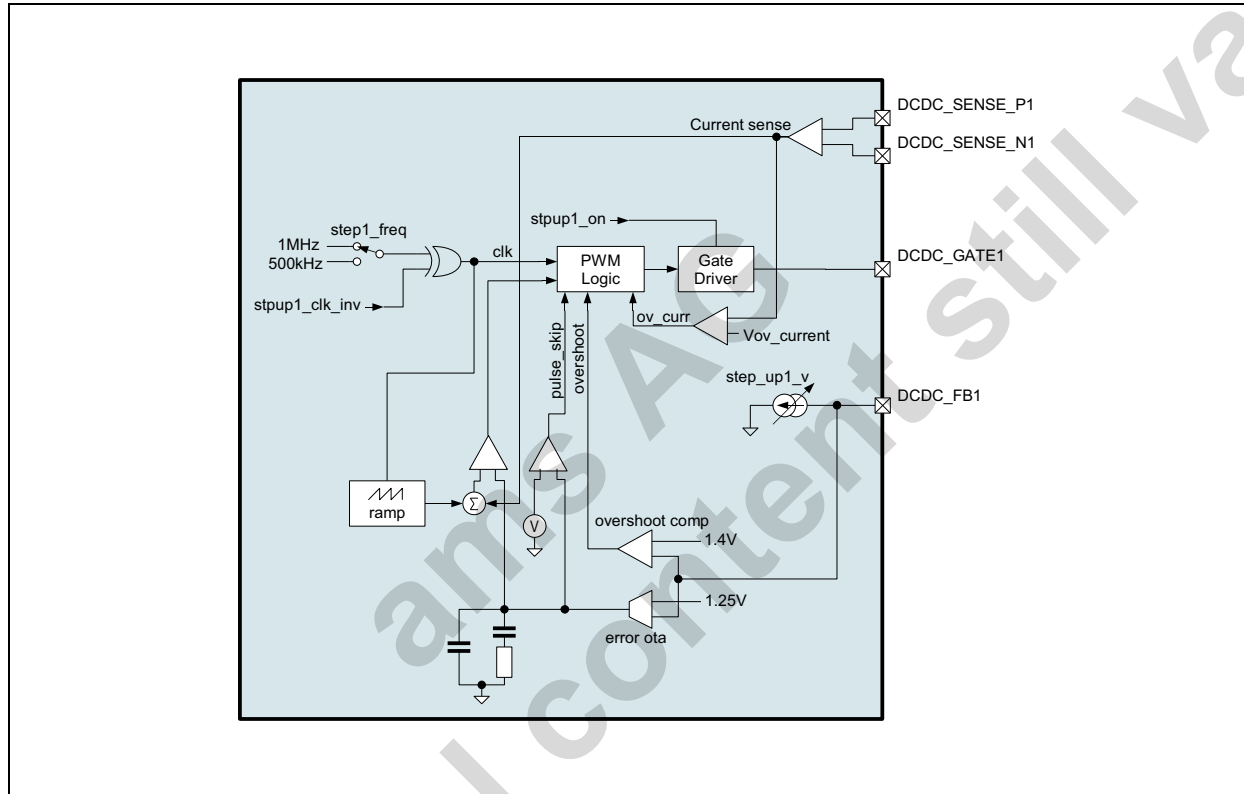 DCDC_SENSE_P1
Current sense
DCDC_SENSE_N1
stpup1_on
step1_freq
1MHz
500kHz
clk
PWM
Logic
Gate
Driver
DCDC_GATE1
stpup1_clk_inv
ov_curr
Vov_current
pulse_skip
overshoot
step_up1_v
DCDC_FB1
ramp
Σ
V
overshoot comp
1.4V
1.25V
error ota
ams AG
l content still va